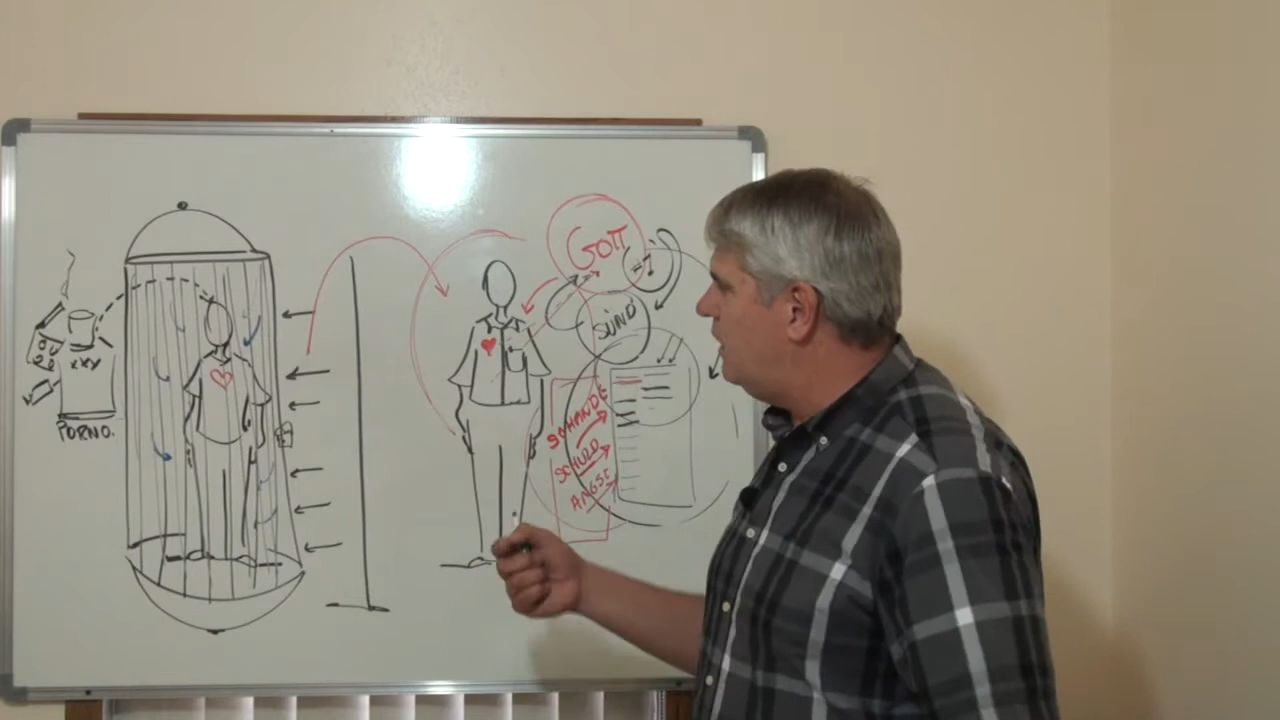 XXX
PORNO.
GOTT
SÜND
SCHANDE
SCHULD
ANGST